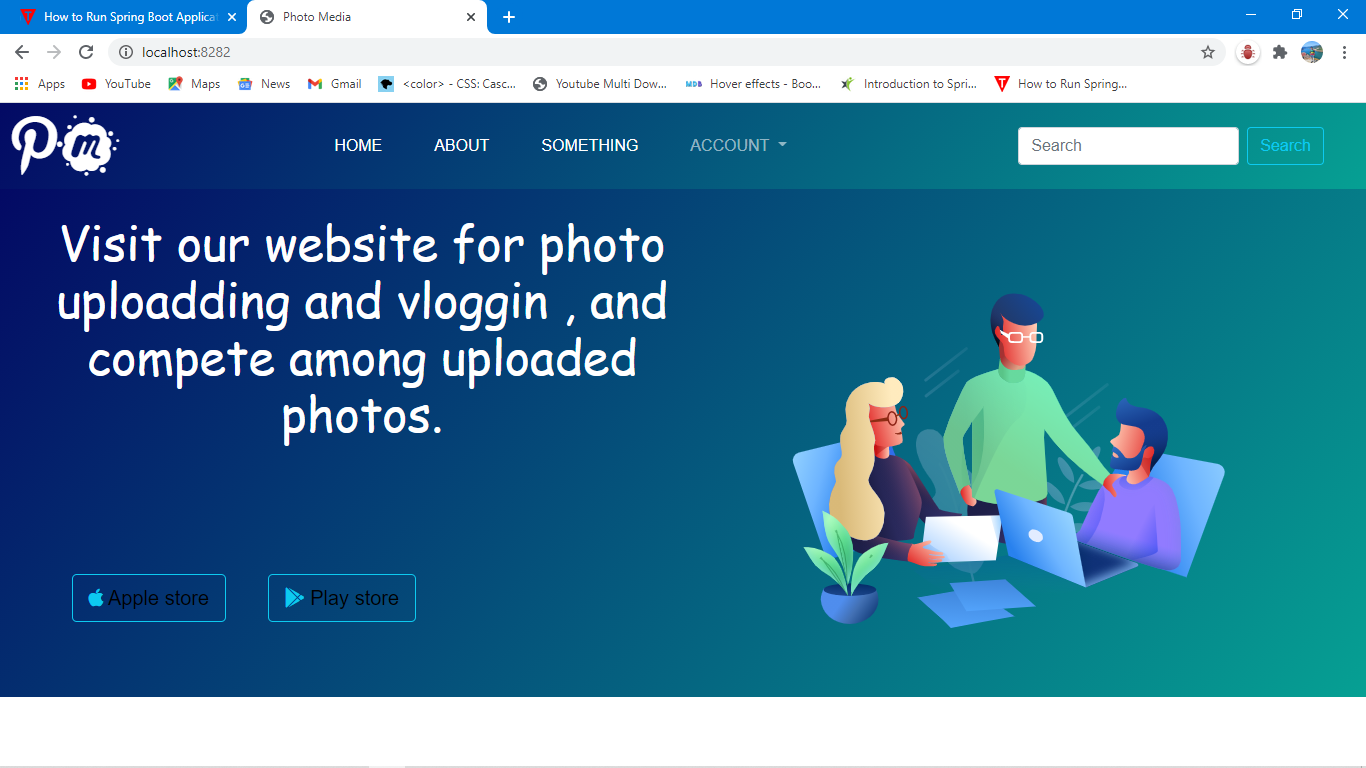 How to Run Spring Boot Applicat
Photo Media
localhost:8282
Apps YouTube Maps News Gmail <color> - CSS: Casc... Youtube Multi Dow... MDB Hover effects - Boo... Introduction to Spri... How to Run Spring...
P.m
HOME ABOUT SOMETHING ACCOUNT Search Search
Visit our website for photo
uploadding and vloggin , and
compete among uploaded
photos.
Apple store Play store